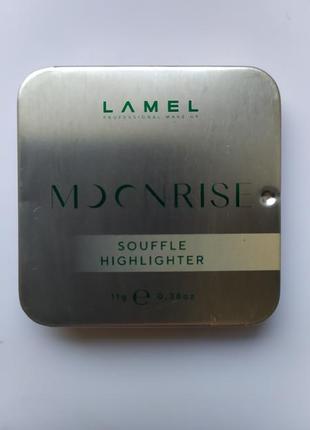 LAMEL
PROFESSIONAL MAKE UP
MOONRISE
SOUFFLE
HIGHLIGHTER
11g e 0.38oz